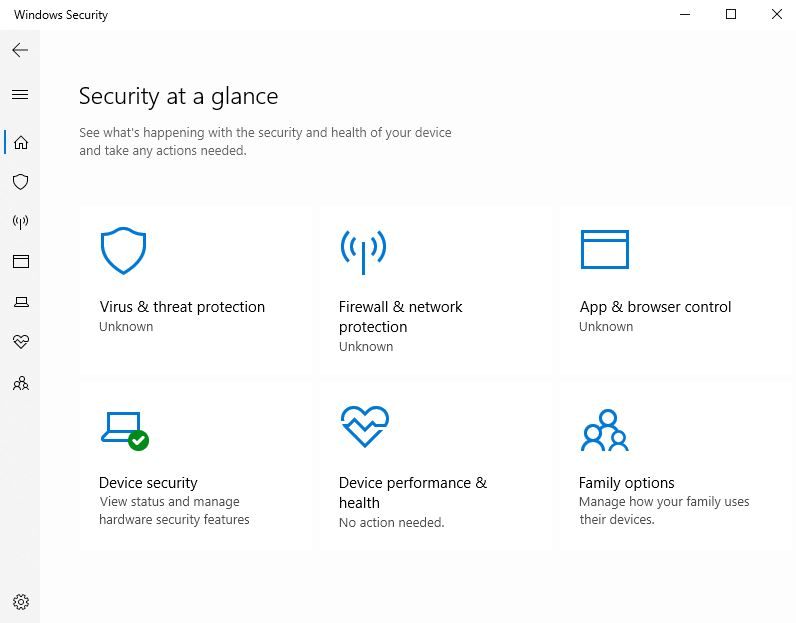 Windows Security
Security at a glance
See what's happening with the security and health of your device
and take any actions needed.
Virus & threat protection
Unknown
Firewall & network
protection
Unknown
App & browser control
Unknown
Device security
View status and manage
hardware security features
Device performance &
health
No action needed.
Family options
Manage how your family uses
their devices.